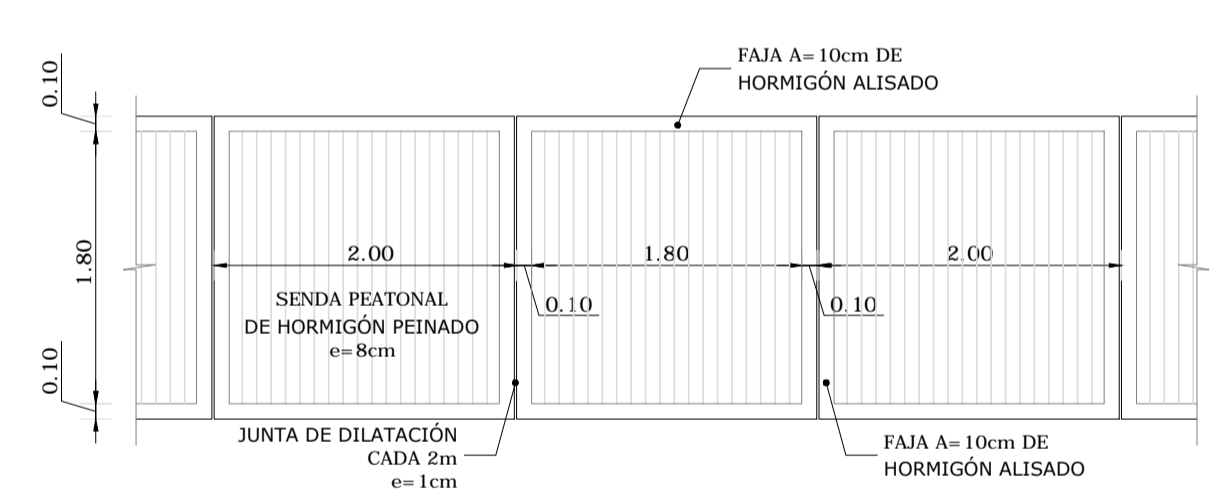 FAJA A=10cm DE
HORMIGÓN ALISADO
0.10
1.80
0.10
2.00
1.80
2.00
0.10
0.10
SENDA PEATONAL
DE HORMIGÓN PEINADO
e=8cm
JUNTA DE DILATACIÓN
CADA 2m
e=1cm
FAJA A=10cm DE
HORMIGÓN ALISADO